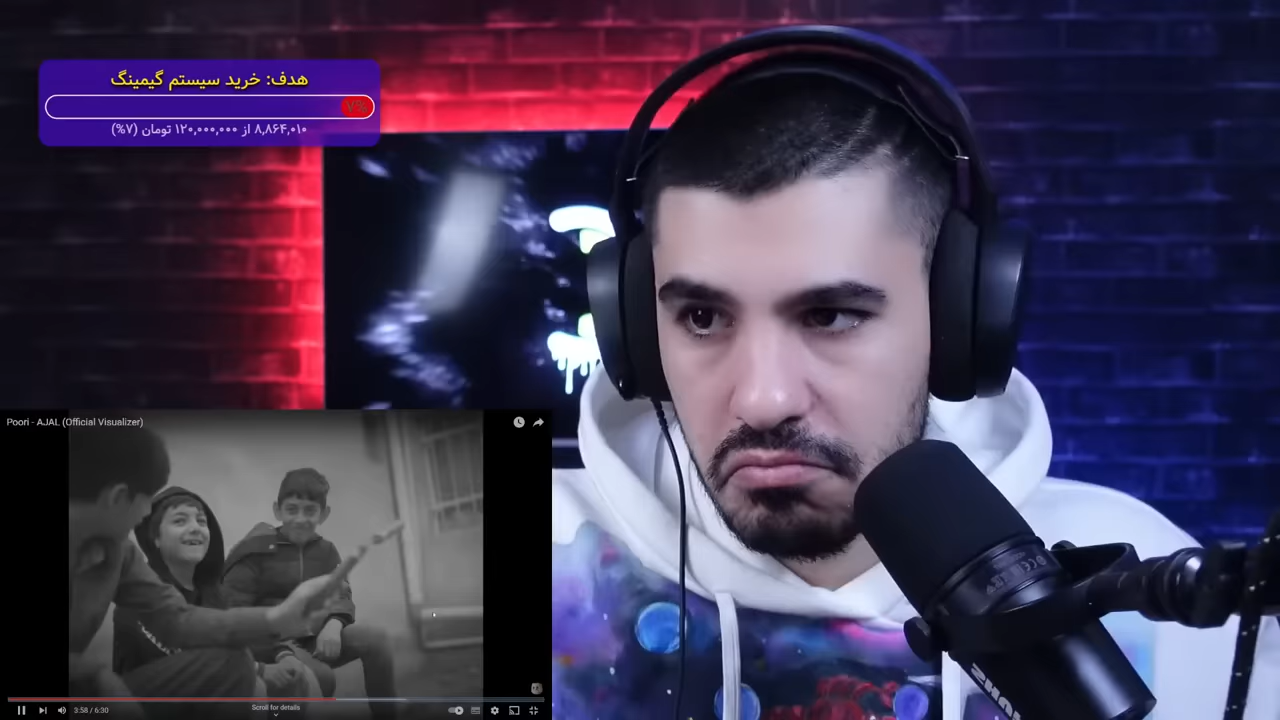 هدف: خرید سیستم گیمینگ
۷%
۸,۸۶۴,۰۱۰ از ۱۲۰,۰۰۰,۰۰۰ تومان (۷%)
Poori - AJAL (Official Visualizer)
3:58 / 6:30
Scroll for details